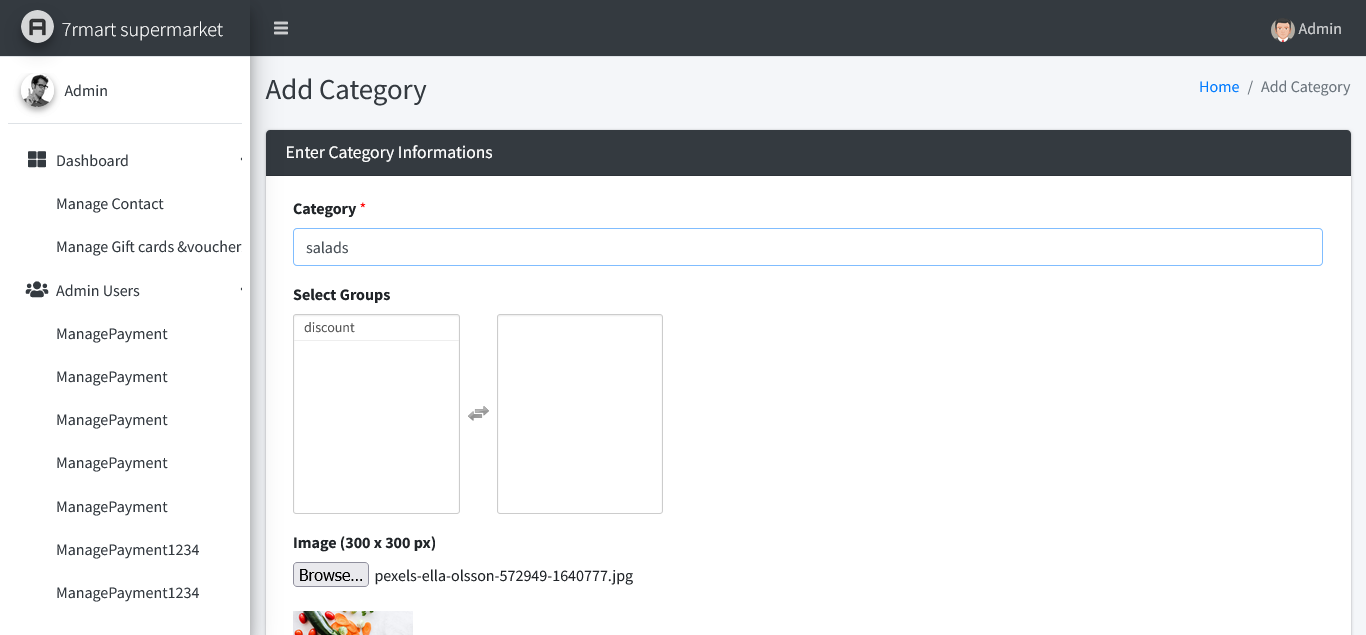 7rmart supermarket
Admin
Admin
Add Category
Home / Add Category
Dashboard
Manage Contact
Manage Gift cards &voucher
Admin Users
ManagePayment
ManagePayment
ManagePayment
ManagePayment
ManagePayment
ManagePayment1234
ManagePayment1234
Enter Category Informations
Category *
salads
Select Groups
discount
Image (300 x 300 px)
Browse... pexels-ella-olsson-572949-1640777.jpg